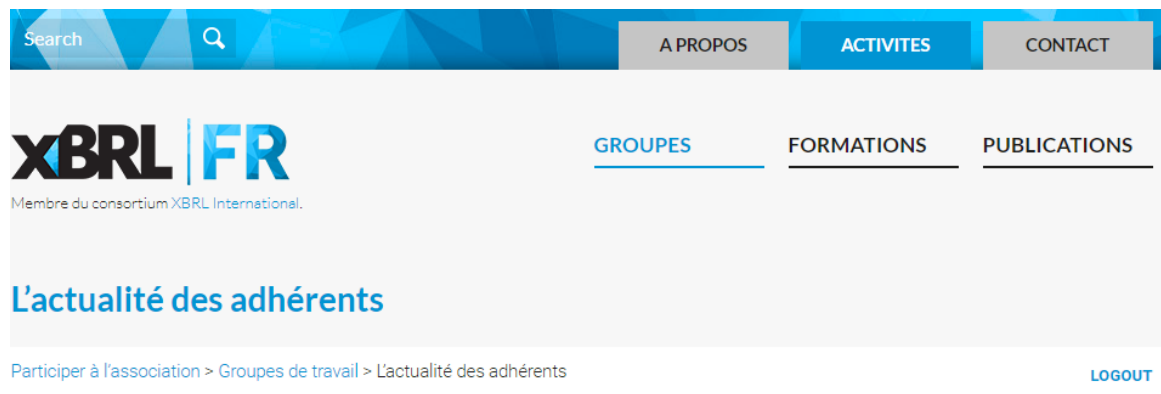 Search
A PROPOS
ACTIVITES
CONTACT
xBRL FR
GROUPES
FORMATIONS
PUBLICATIONS
Membre du consortium XBRL International.
L'actualité des adhérents
Participer à l'association > Groupes de travail > L'actualité des adhérents
LOGOUT